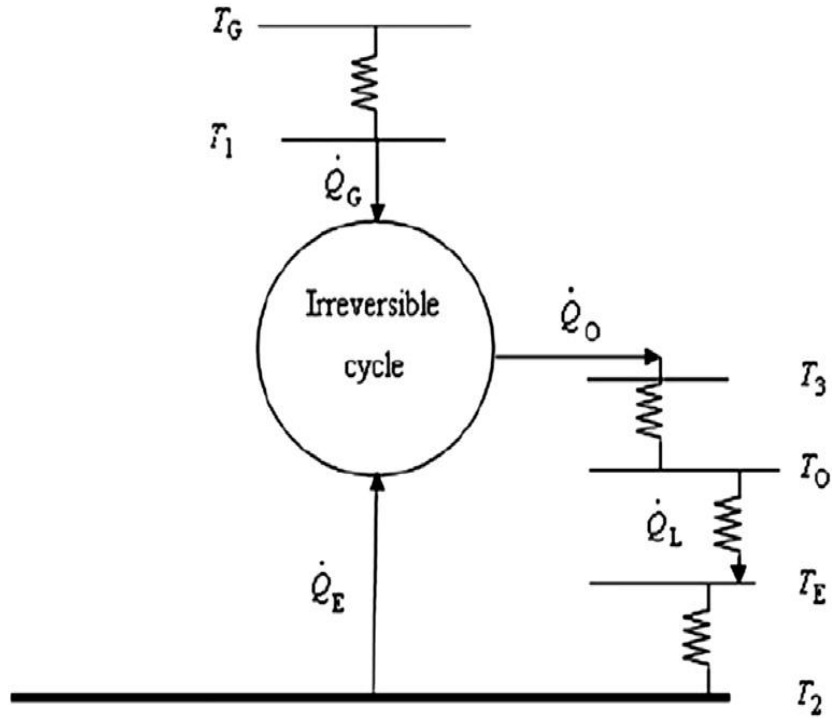 T_G
T_1
Q̇_G
Irreversible
cycle
Q̇_O
T_3
T_O
Q̇_L
T_E
Q̇_E
T_2